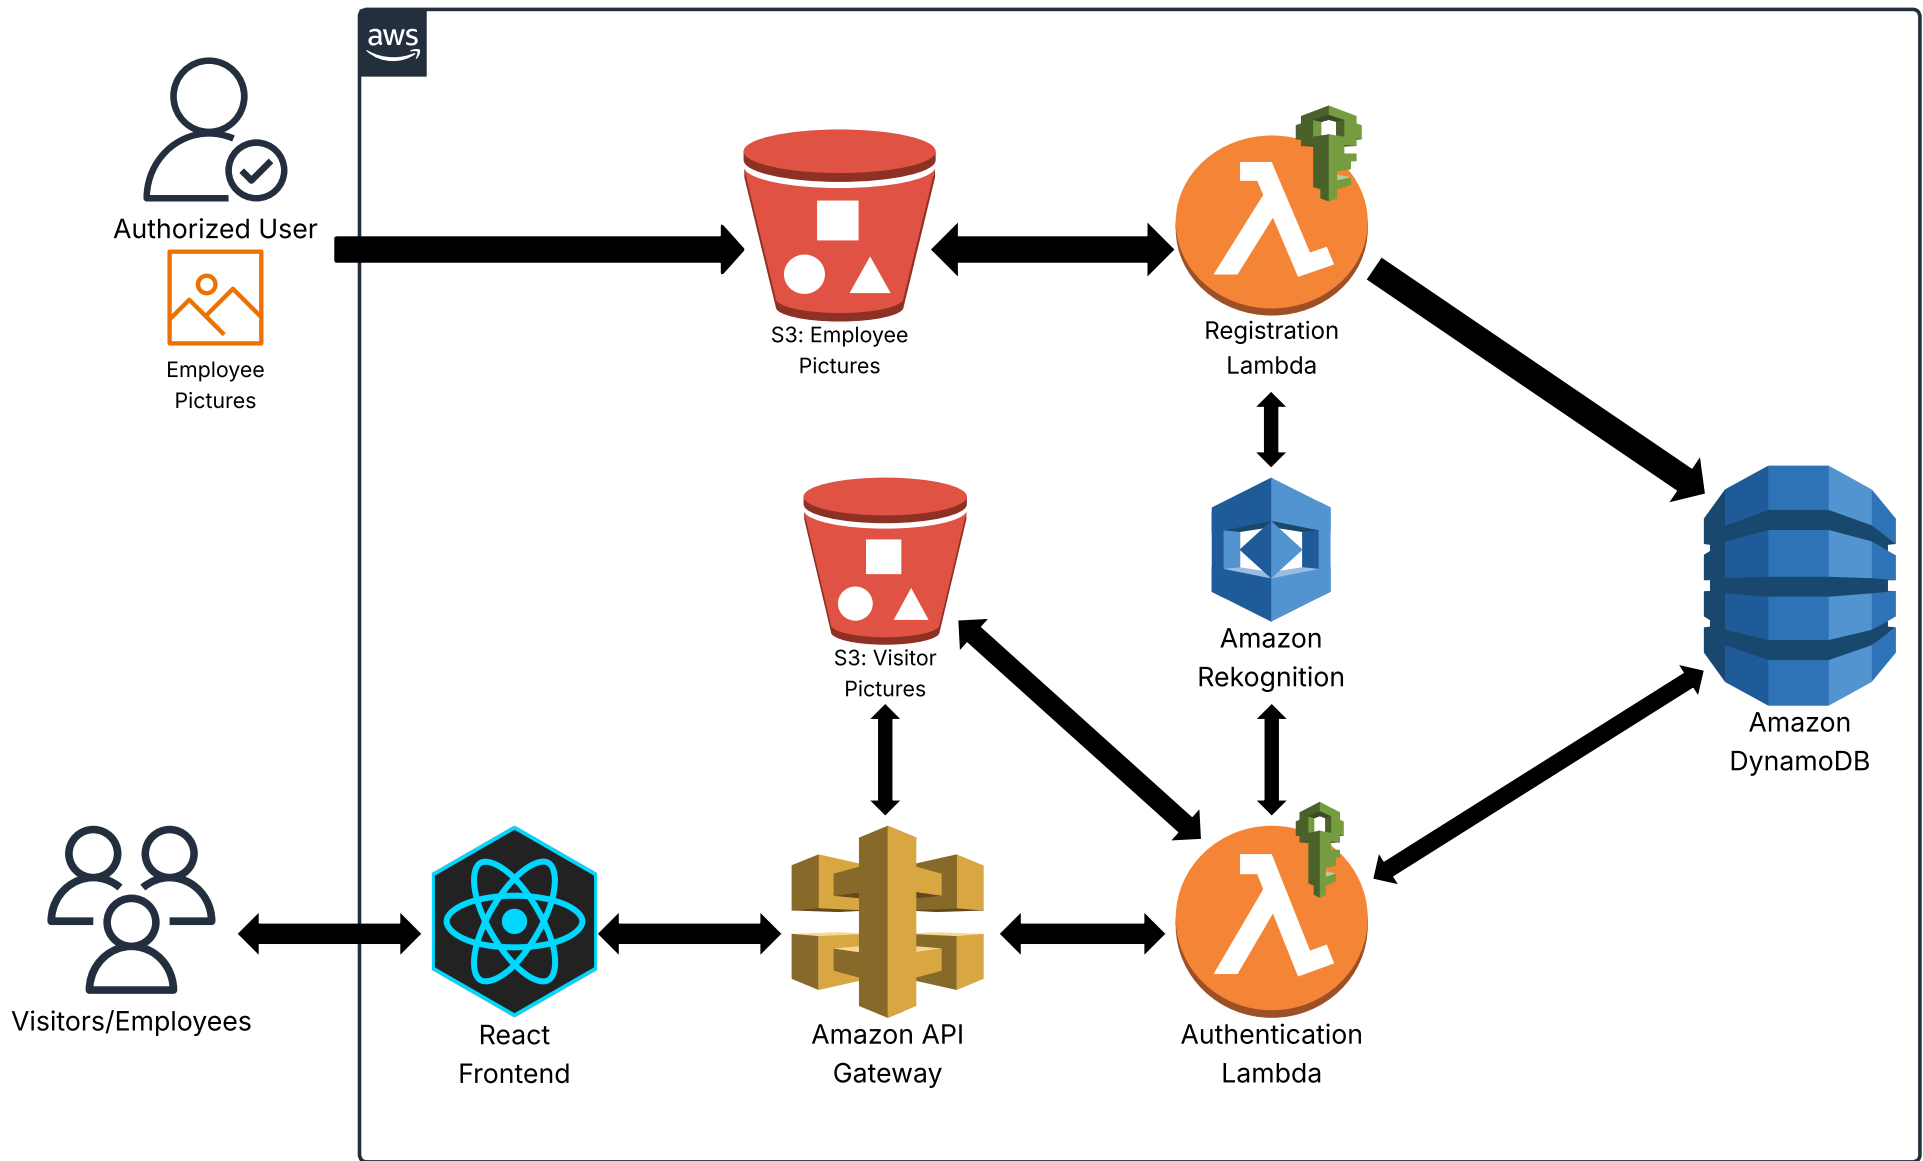 aws
Authorized User
Employee
Pictures
S3: Employee
Pictures
Registration
Lambda
S3: Visitor
Pictures
Amazon
Rekognition
Amazon
DynamoDB
Visitors/Employees
React
Frontend
Amazon API
Gateway
Authentication
Lambda